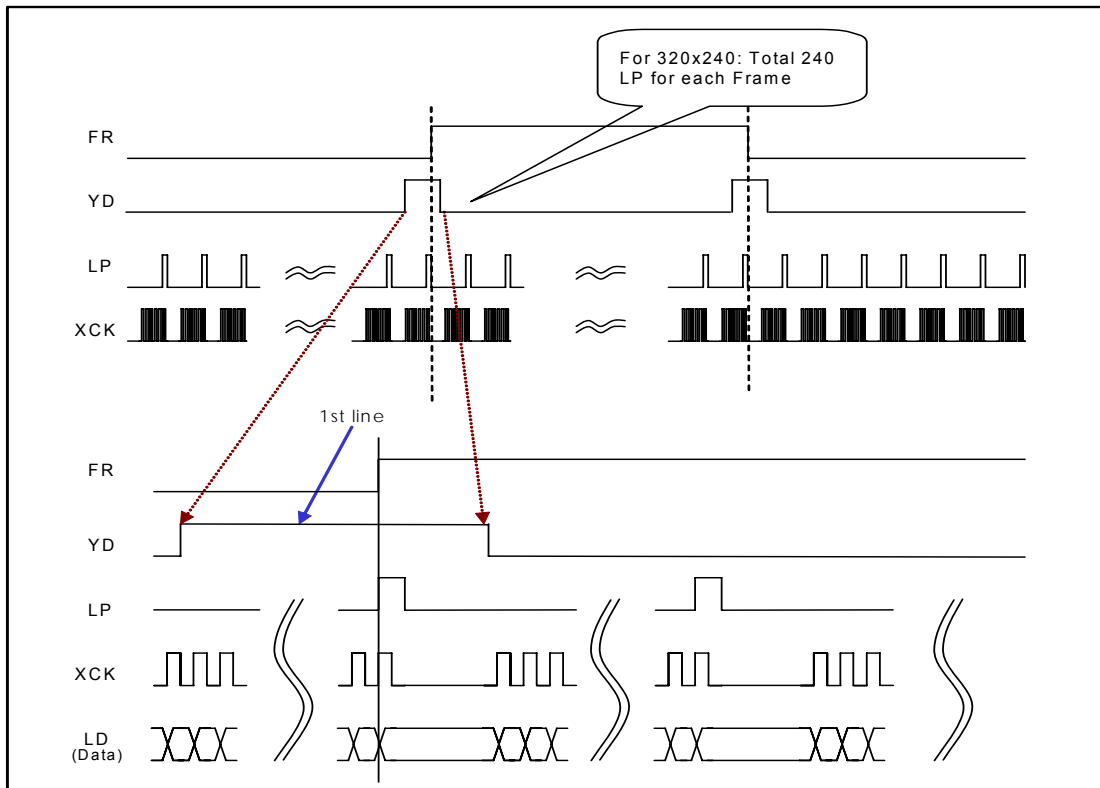 For 320x240: Total 240
LP for each Frame
FR
YD
LP
XCK
1st line
FR
YD
LP
XCK
LD
(Data)